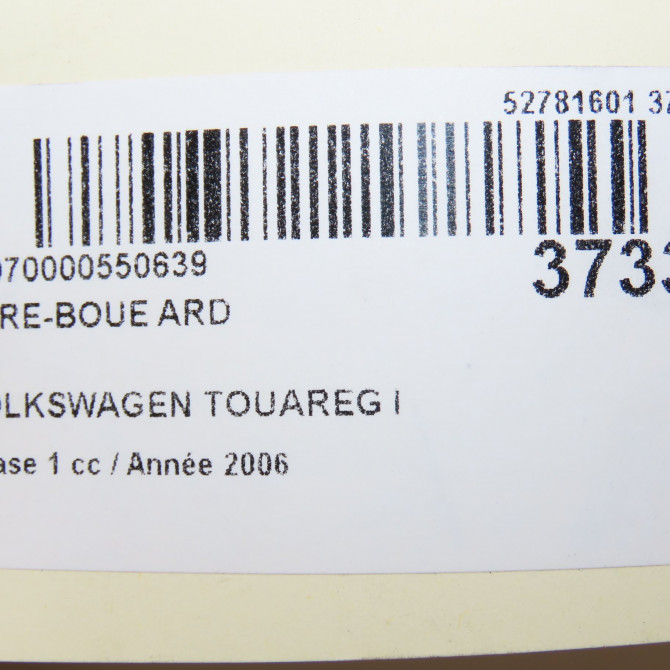 52781601 37
070000550639
3733
RE-BOUE ARD
OLKSWAGEN TOUAREG I
ase 1 cc / Année 2006